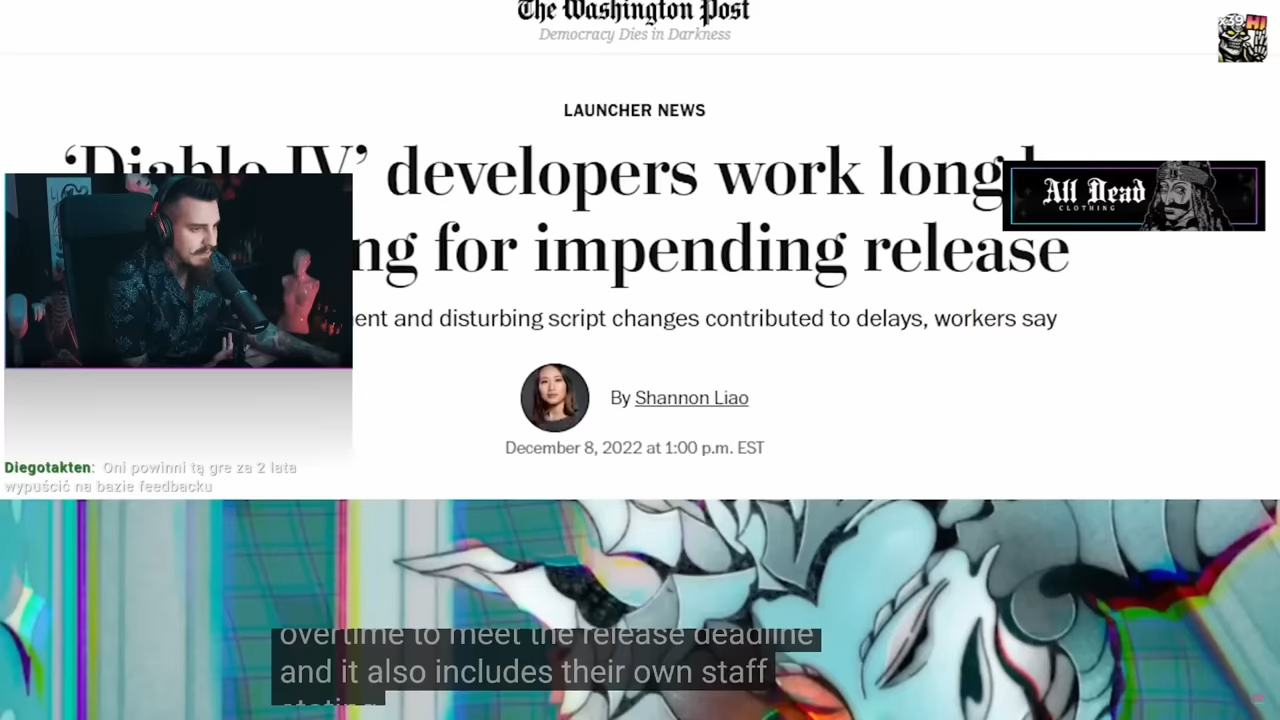 The Washington Post
Democracy Dies in Darkness
x39 HI
LAUNCHER NEWS
‘Diablo IV’ developers work long
All Dead
CLOTHING
ng for impending release
ent and disturbing script changes contributed to delays, workers say
By Shannon Liao
December 8, 2022 at 1:00 p.m. EST
Diegotakten: Oni powinni tą gre za 2 lata
wypuścić na bazie feedbacku
overtime to meet the release deadline
and it also includes their own staff
stating